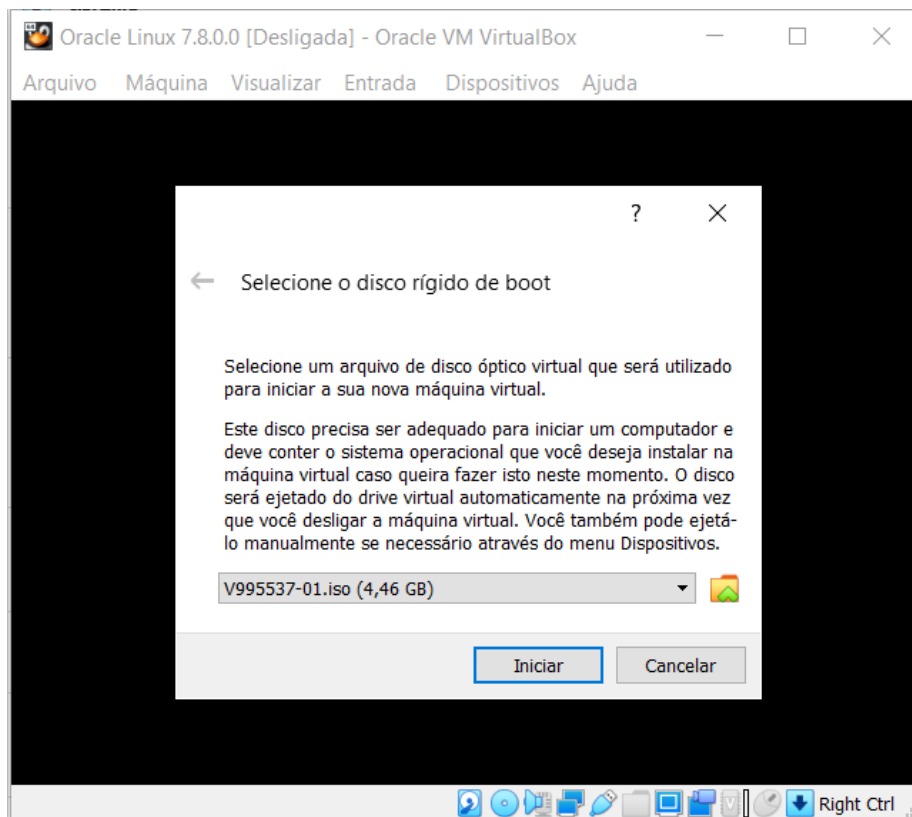 Oracle Linux 7.8.0.0 [Desligada] - Oracle VM VirtualBox
Arquivo Máquina Visualizar Entrada Dispositivos Ajuda
?
Selecione o disco rígido de boot
Selecione um arquivo de disco óptico virtual que será utilizado
para iniciar a sua nova máquina virtual.
Este disco precisa ser adequado para iniciar um computador e
deve conter o sistema operacional que você deseja instalar na
máquina virtual caso queira fazer isto neste momento. O disco
será ejetado do drive virtual automaticamente na próxima vez
que você desligar a máquina virtual. Você também pode ejetá-
lo manualmente se necessário através do menu Dispositivos.
V995537-01.iso (4,46 GB)
Iniciar Cancelar
Right Ctrl